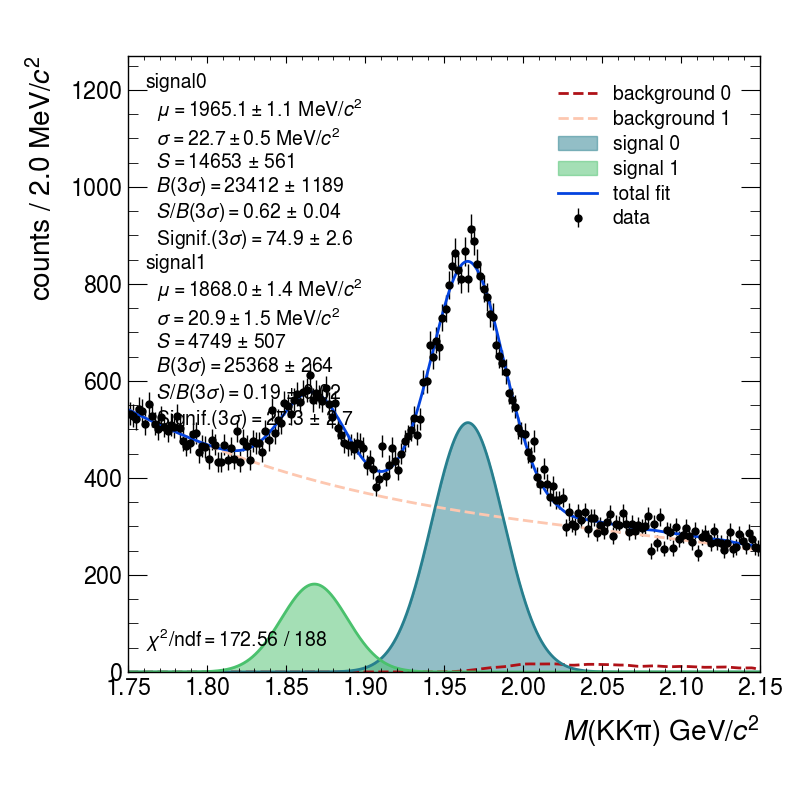 counts / 2.0 MeV/c²
1200
1000
800
600
400
200
0
signal0
μ = 1965.1 ± 1.1 MeV/c²
σ = 22.7 ± 0.5 MeV/c²
S = 14653 ± 561
B(3σ) = 23412 ± 1189
S/B(3σ) = 0.62 ± 0.04
Signif.(3σ) = 74.9 ± 2.6
signal1
μ = 1868.0 ± 1.4 MeV/c²
σ = 20.9 ± 1.5 MeV/c²
S = 4749 ± 507
B(3σ) = 25368 ± 264
S/B(3σ) = 0.19 ±
Signif.(3σ) =
background 0
background 1
signal 0
signal 1
total fit
data
χ²/ndf = 172.56 / 188
1.75 1.80 1.85 1.90 1.95 2.00 2.05 2.10 2.15
M(KKπ) GeV/c²